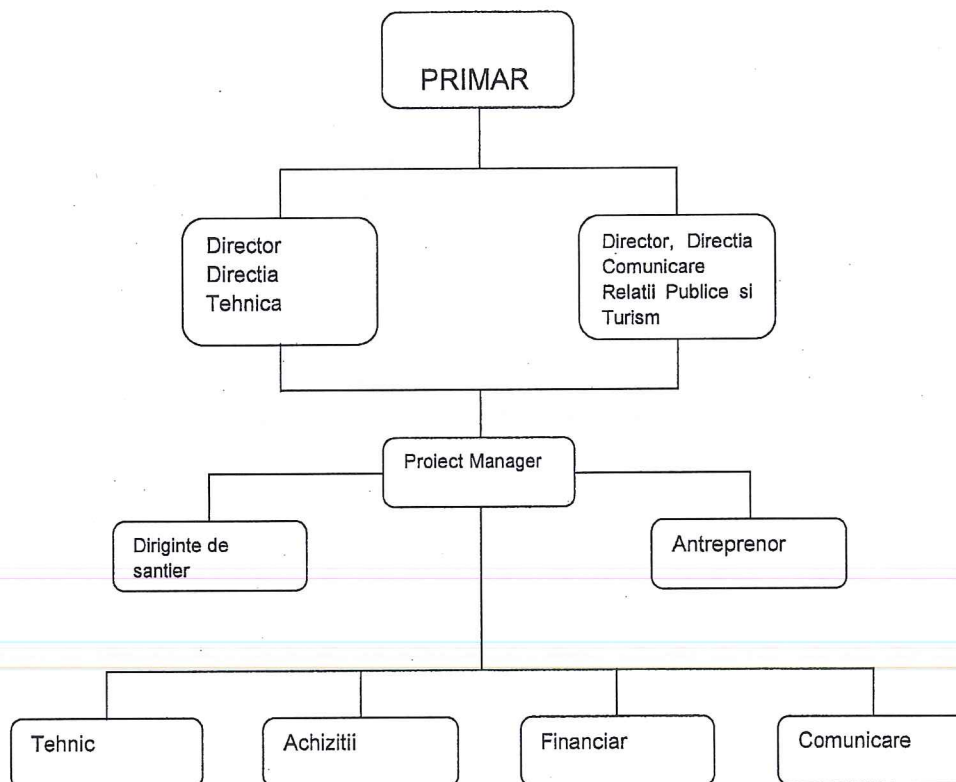 PRIMAR
Director
Directia
Tehnica
Director, Directia
Comunicare
Relatii Publice si
Turism
Proiect Manager
Diriginte de
santier
Antreprenor
Tehnic
Achizitii
Financiar
Comunicare